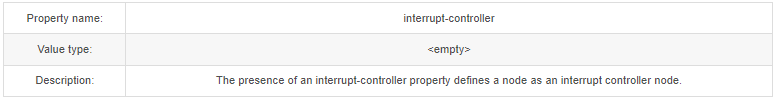 Property name: interrupt-controller
Value type: <empty>
Description: The presence of an interrupt-controller property defines a node as an interrupt controller node.